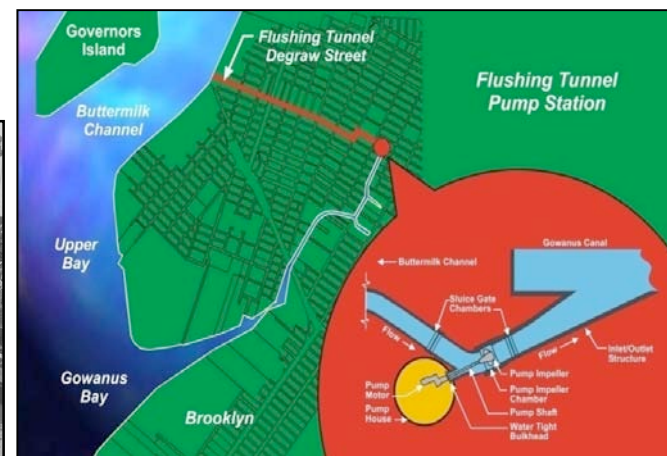 Governors
Island
Flushing Tunnel
Degraw Street
Buttermilk
Channel
Flushing Tunnel
Pump Station
Upper
Bay
Gowanus
Bay
Brooklyn
Gowanus Canal
Buttermilk Channel
Sluice Gate
Chambers
Flow
Flow
Inlet/Outlet
Structure
Pump Impeller
Pump Impeller
Chamber
Pump Shaft
Water Tight
Bulkhead
Pump
Motor
Pump
House